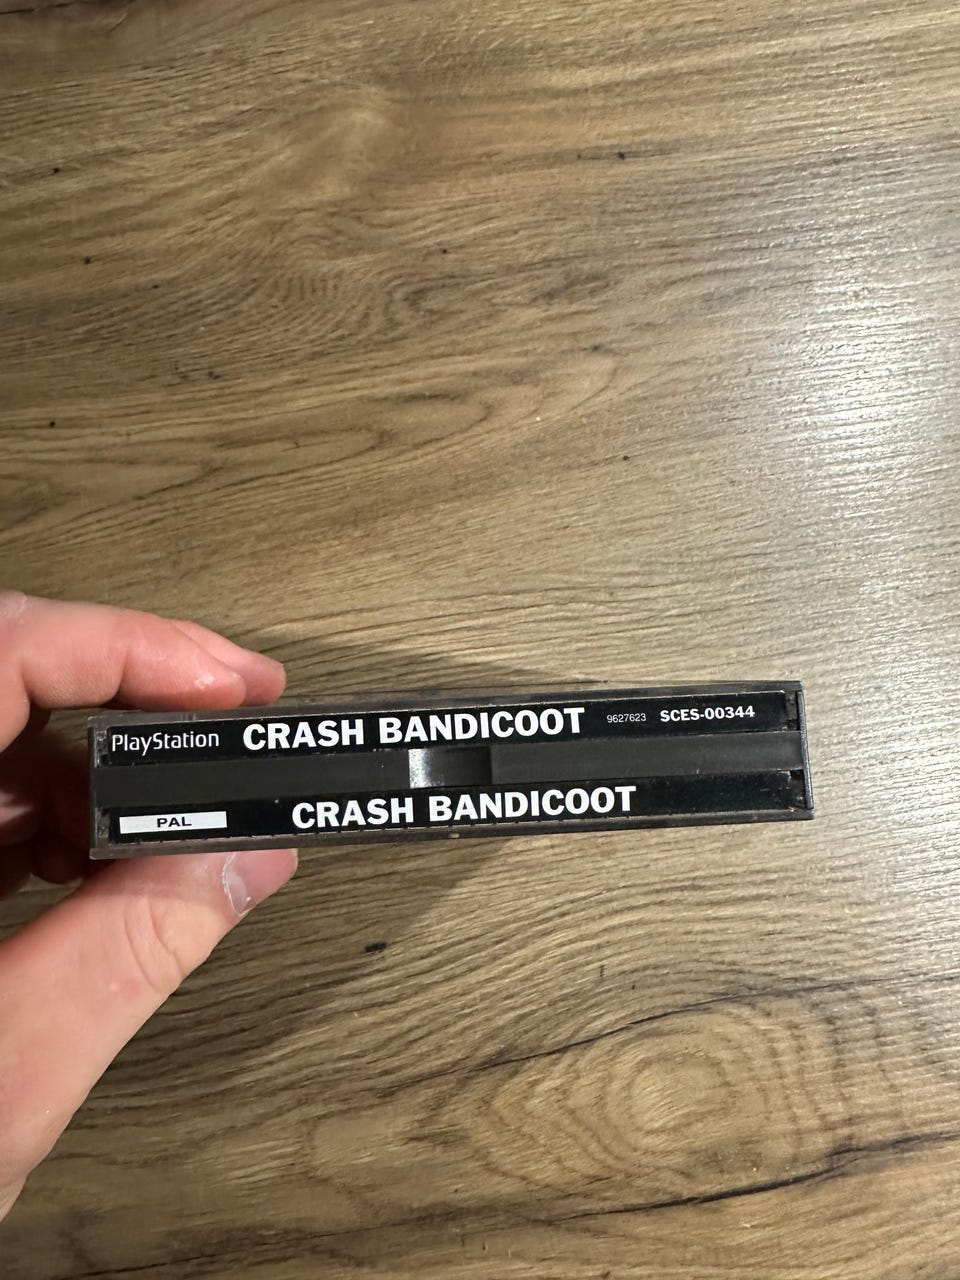 PlayStation CRASH BANDICOOT 9627623 SCES-00344
PAL CRASH BANDICOOT